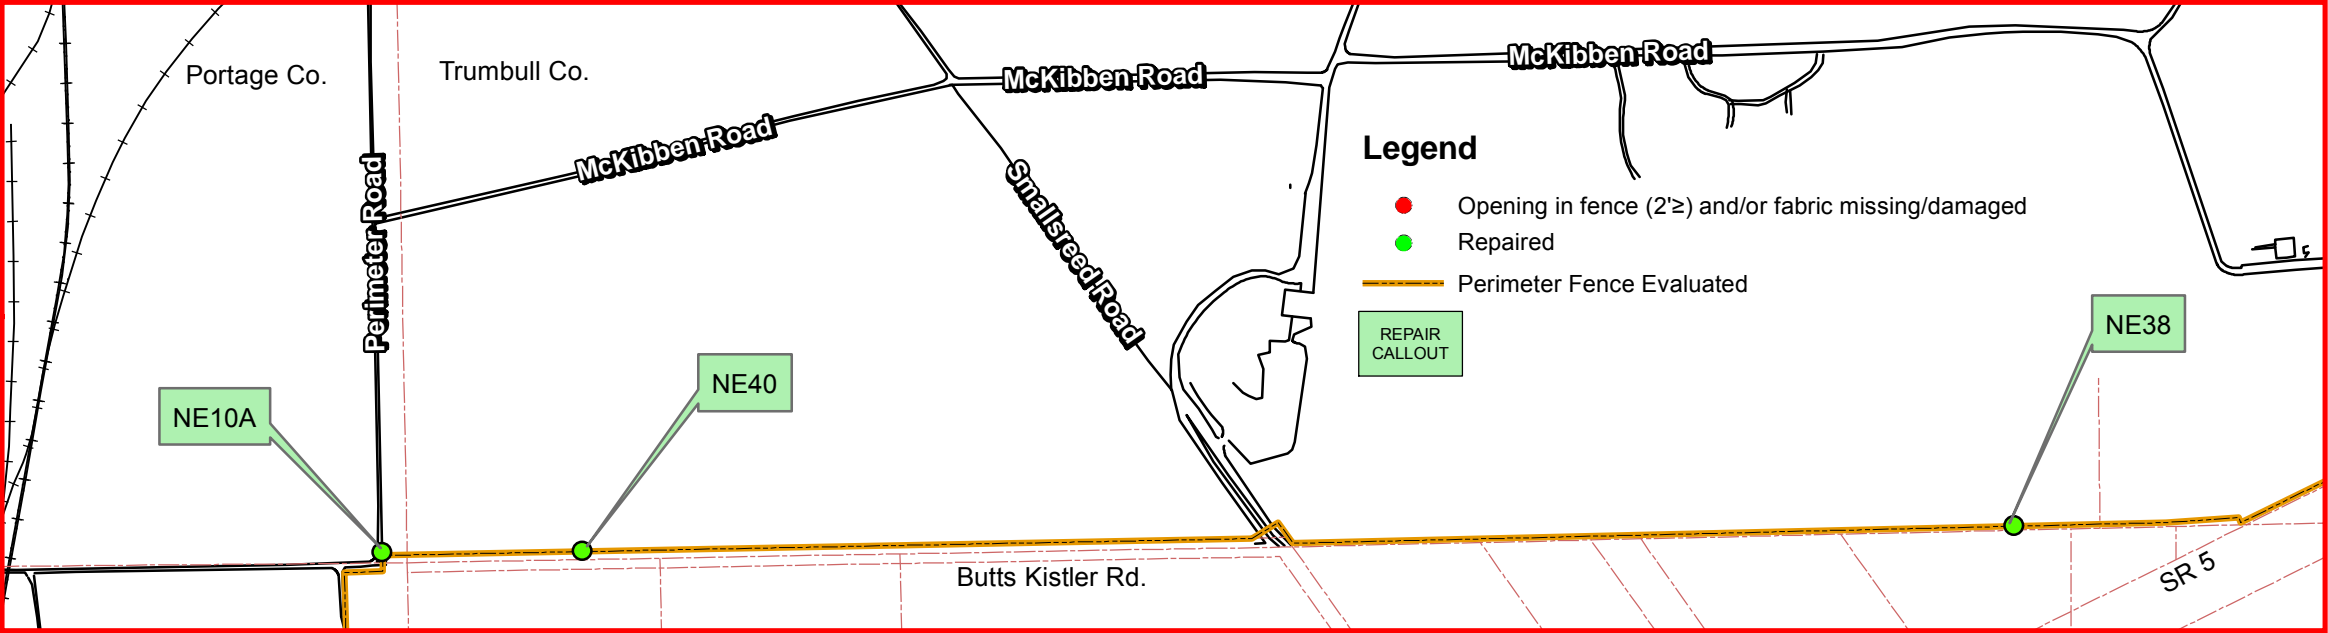 Portage Co.
Trumbull Co.
McKibben Road
McKibben Road
McKibben Road
Perimeter Road
Smallsreed Road
Legend
Opening in fence (2'≥) and/or fabric missing/damaged
Repaired
Perimeter Fence Evaluated
REPAIR
CALLOUT
NE10A
NE40
NE38
Butts Kistler Rd.
SR 5